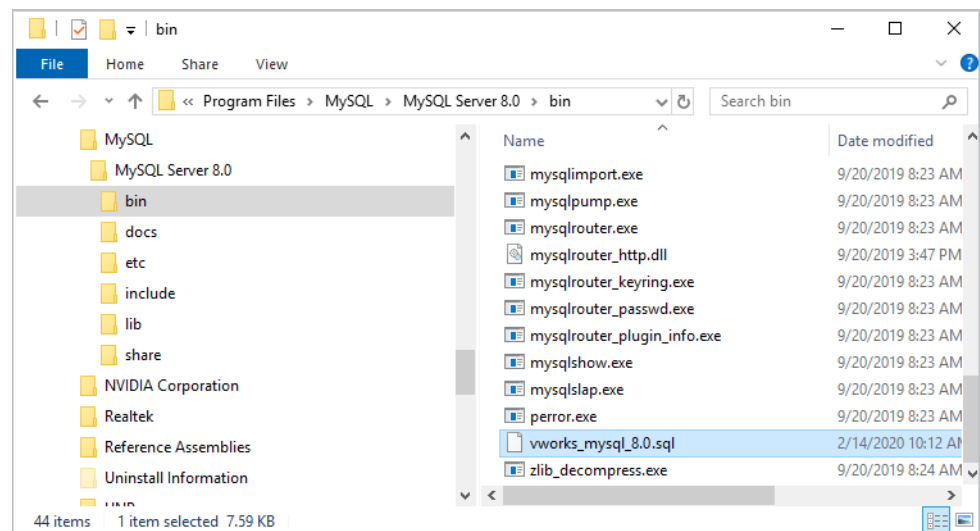 bin
File Home Share View
« Program Files > MySQL > MySQL Server 8.0 > bin Search bin
MySQL
MySQL Server 8.0
bin
docs
etc
include
lib
share
NVIDIA Corporation
Realtek
Reference Assemblies
Uninstall Information
Name Date modified
mysqlimport.exe 9/20/2019 8:23 AM
mysqlpump.exe 9/20/2019 8:23 AM
mysqlrouter.exe 9/20/2019 8:23 AM
mysqlrouter_http.dll 9/20/2019 3:47 PM
mysqlrouter_keyring.exe 9/20/2019 8:23 AM
mysqlrouter_passwd.exe 9/20/2019 8:23 AM
mysqlrouter_plugin_info.exe 9/20/2019 8:23 AM
mysqlshow.exe 9/20/2019 8:23 AM
mysqlslap.exe 9/20/2019 8:23 AM
perror.exe 9/20/2019 8:23 AM
vworks_mysql_8.0.sql 2/14/2020 10:12 AM
zlib_decompress.exe 9/20/2019 8:24 AM
44 items 1 item selected 7.59 KB